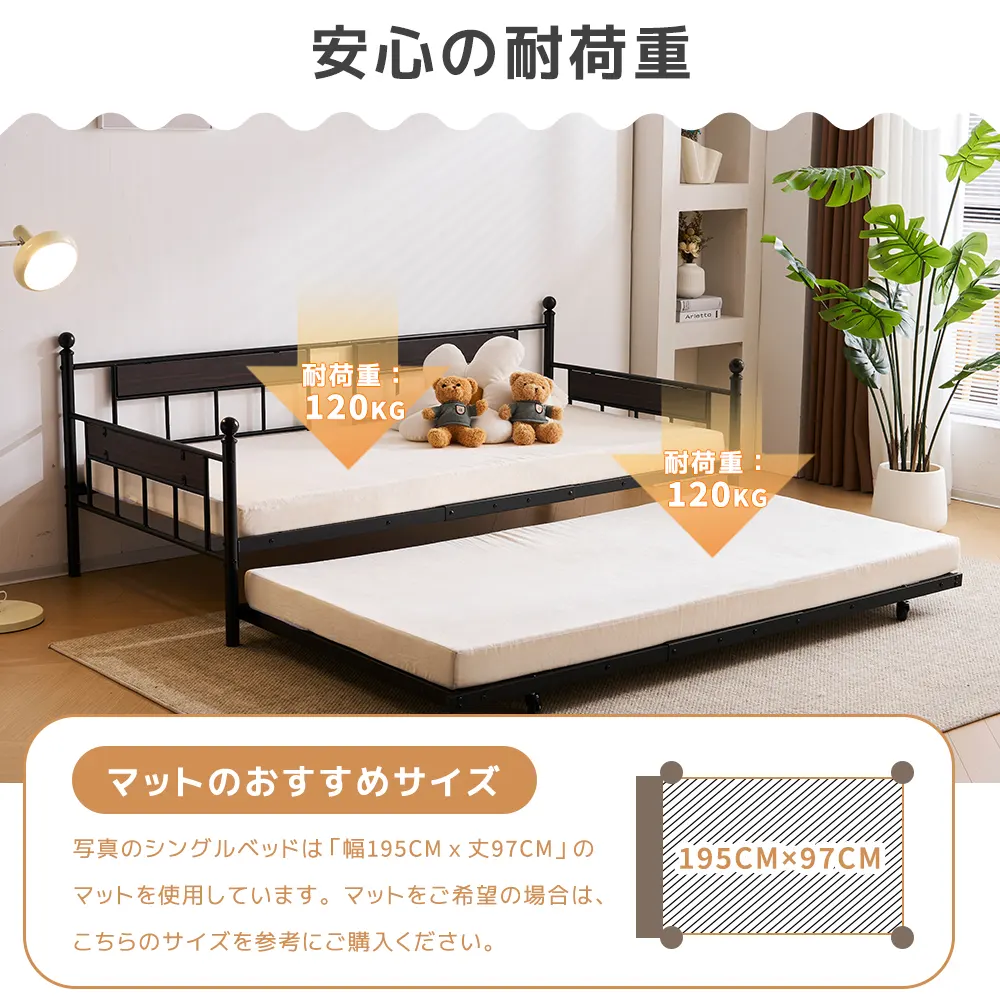 安心の耐荷重
Arletto
耐荷重：
120KG
耐荷重：
120KG
マットのおすすめサイズ
写真のシングルベッドは「幅195CM x 丈97CM」の
マットを使用しています。マットをご希望の場合は、
こちらのサイズを参考にご購入ください。
195CM×97CM